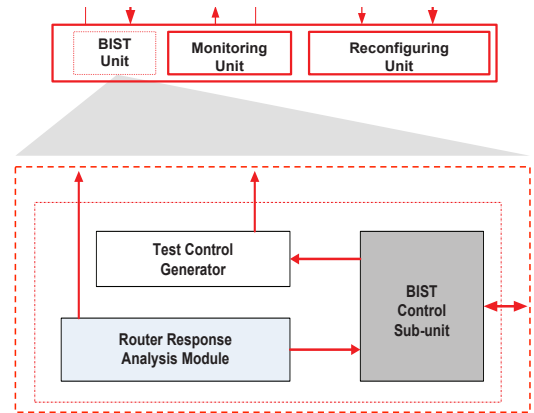 BIST
Unit
Monitoring
Unit
Reconfiguring
Unit
Test Control
Generator
BIST
Control
Sub-unit
Router Response
Analysis Module